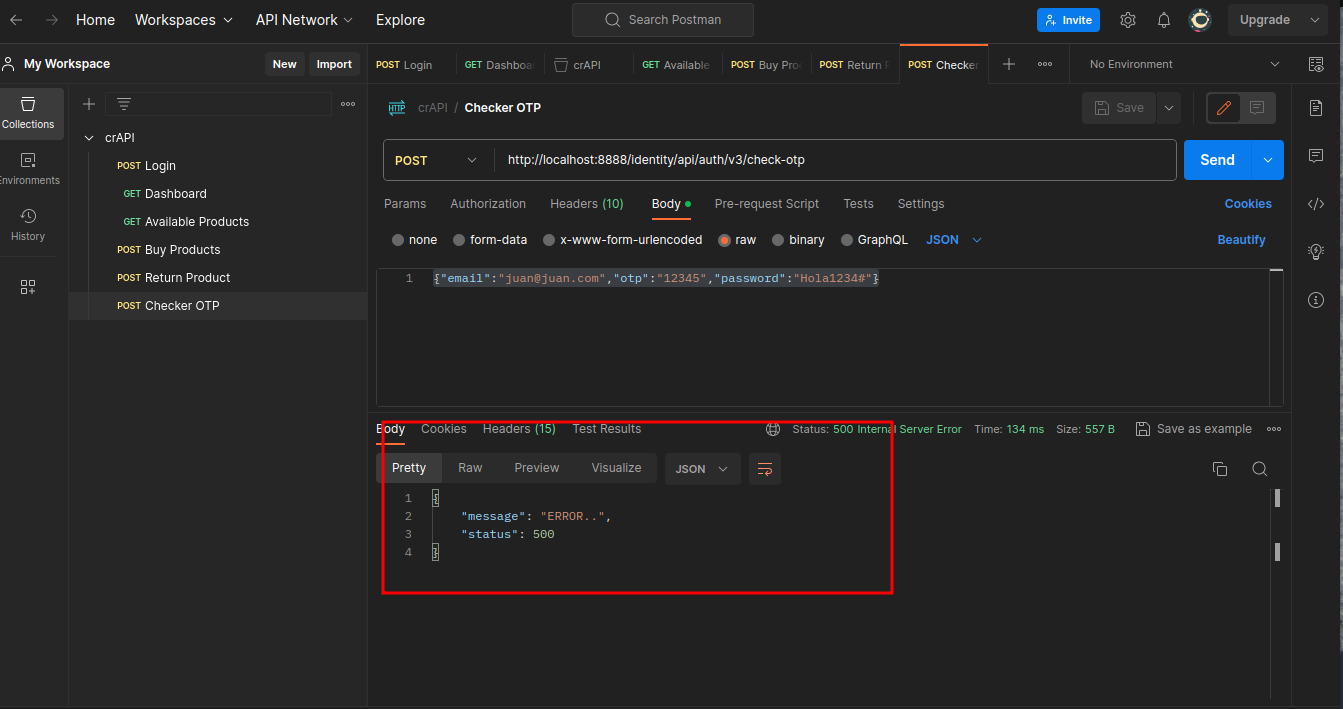 Home Workspaces API Network Explore Search Postman Invite Upgrade
My Workspace New Import POST Login GET Dashboa crAPI GET Available POST Buy Pro POST Return POST Checker No Environment
Collections
Environments
History
crAPI
POST Login
GET Dashboard
GET Available Products
POST Buy Products
POST Return Product
POST Checker OTP
HTTP crAPI / Checker OTP Save
POST http://localhost:8888/identity/api/auth/v3/check-otp Send
Params Authorization Headers (10) Body Pre-request Script Tests Settings Cookies
none form-data x-www-form-urlencoded raw binary GraphQL JSON Beautify
1 {"email":"juan@juan.com","otp":"12345","password":"Hola1234#"}
Body Cookies Headers (15) Test Results Status: 500 Internal Server Error Time: 134 ms Size: 557 B Save as example
Pretty Raw Preview Visualize JSON
1 {
2 "message": "ERROR..",
3 "status": 500
4 }